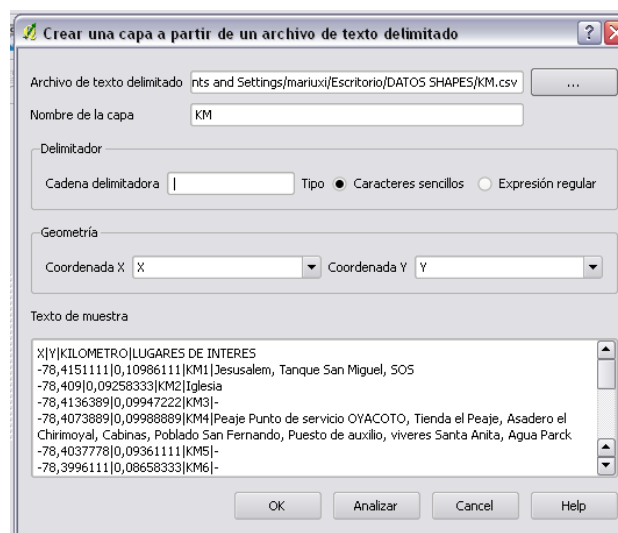 Crear una capa a partir de un archivo de texto delimitado
Archivo de texto delimitado nts and Settings/mariuxi/Escritorio/DATOS SHAPES/KM.csv ...
Nombre de la capa KM
Delimitador
Cadena delimitadora | Tipo Caracteres sencillos Expresión regular
Geometría
Coordenada X X Coordenada Y Y
Texto de muestra
X|Y|KILOMETRO|LUGARES DE INTERES
-78,4151111|0,10986111|KM1|Jesusalem, Tanque San Miguel, SOS
-78,409|0,09258333|KM2|Iglesia
-78,4136389|0,09947222|KM3|-
-78,4073889|0,09988889|KM4|Peaje Punto de servicio OYACOTO, Tienda el Peaje, Asadero el
Chirimoyal, Cabinas, Poblado San Fernando, Puesto de auxilio, viveres Santa Anita, Agua Parck
-78,4037778|0,09361111|KM5|-
-78,3996111|0,08658333|KM6|-
OK Analizar Cancel Help